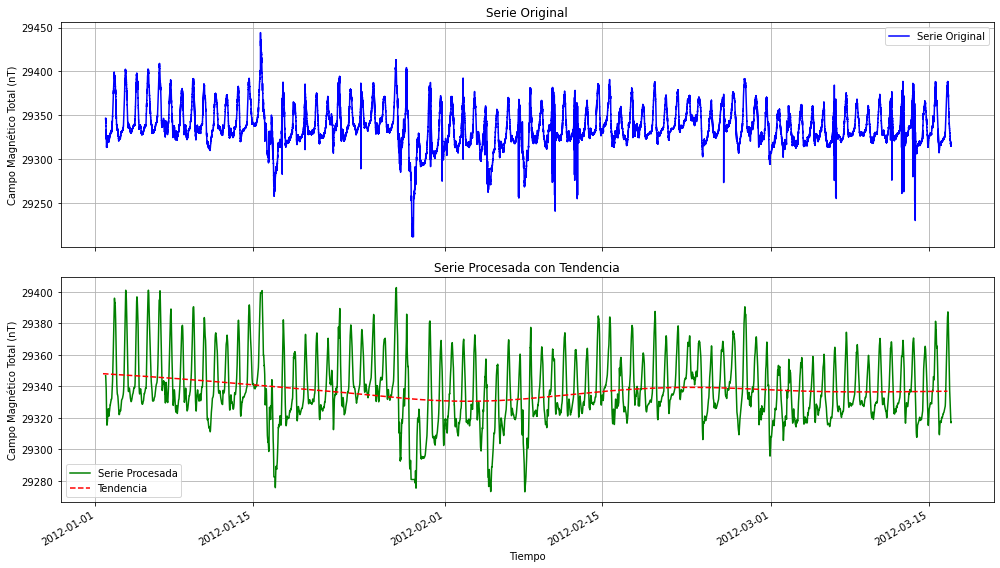 Serie Original
Campo Magnético Total (nT)
29450
29400
29350
29300
29250
Serie Original
Serie Procesada con Tendencia
Campo Magnético Total (nT)
29400
29380
29360
29340
29320
29300
29280
Serie Procesada
Tendencia
2012-01-01
2012-01-15
2012-02-01
2012-02-15
2012-03-01
2012-03-15
Tiempo